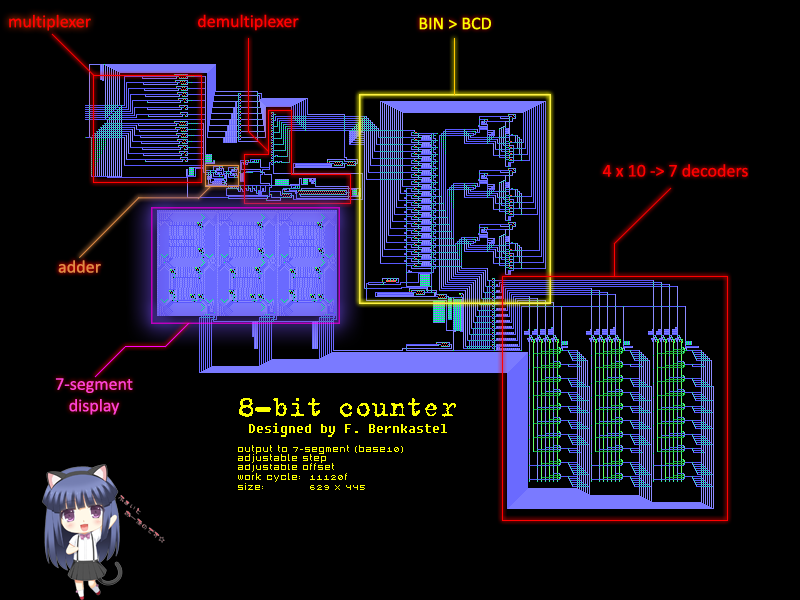 multiplexer
demultiplexer
BIN > BCD
4 x 10 -> 7 decoders
adder
7-segment
display
8-bit counter
Designed by F. Bernkastel
output to 7-segment (base10)
adjustable step
adjustable offset
work cycle: 11120f
size: 629 x 445